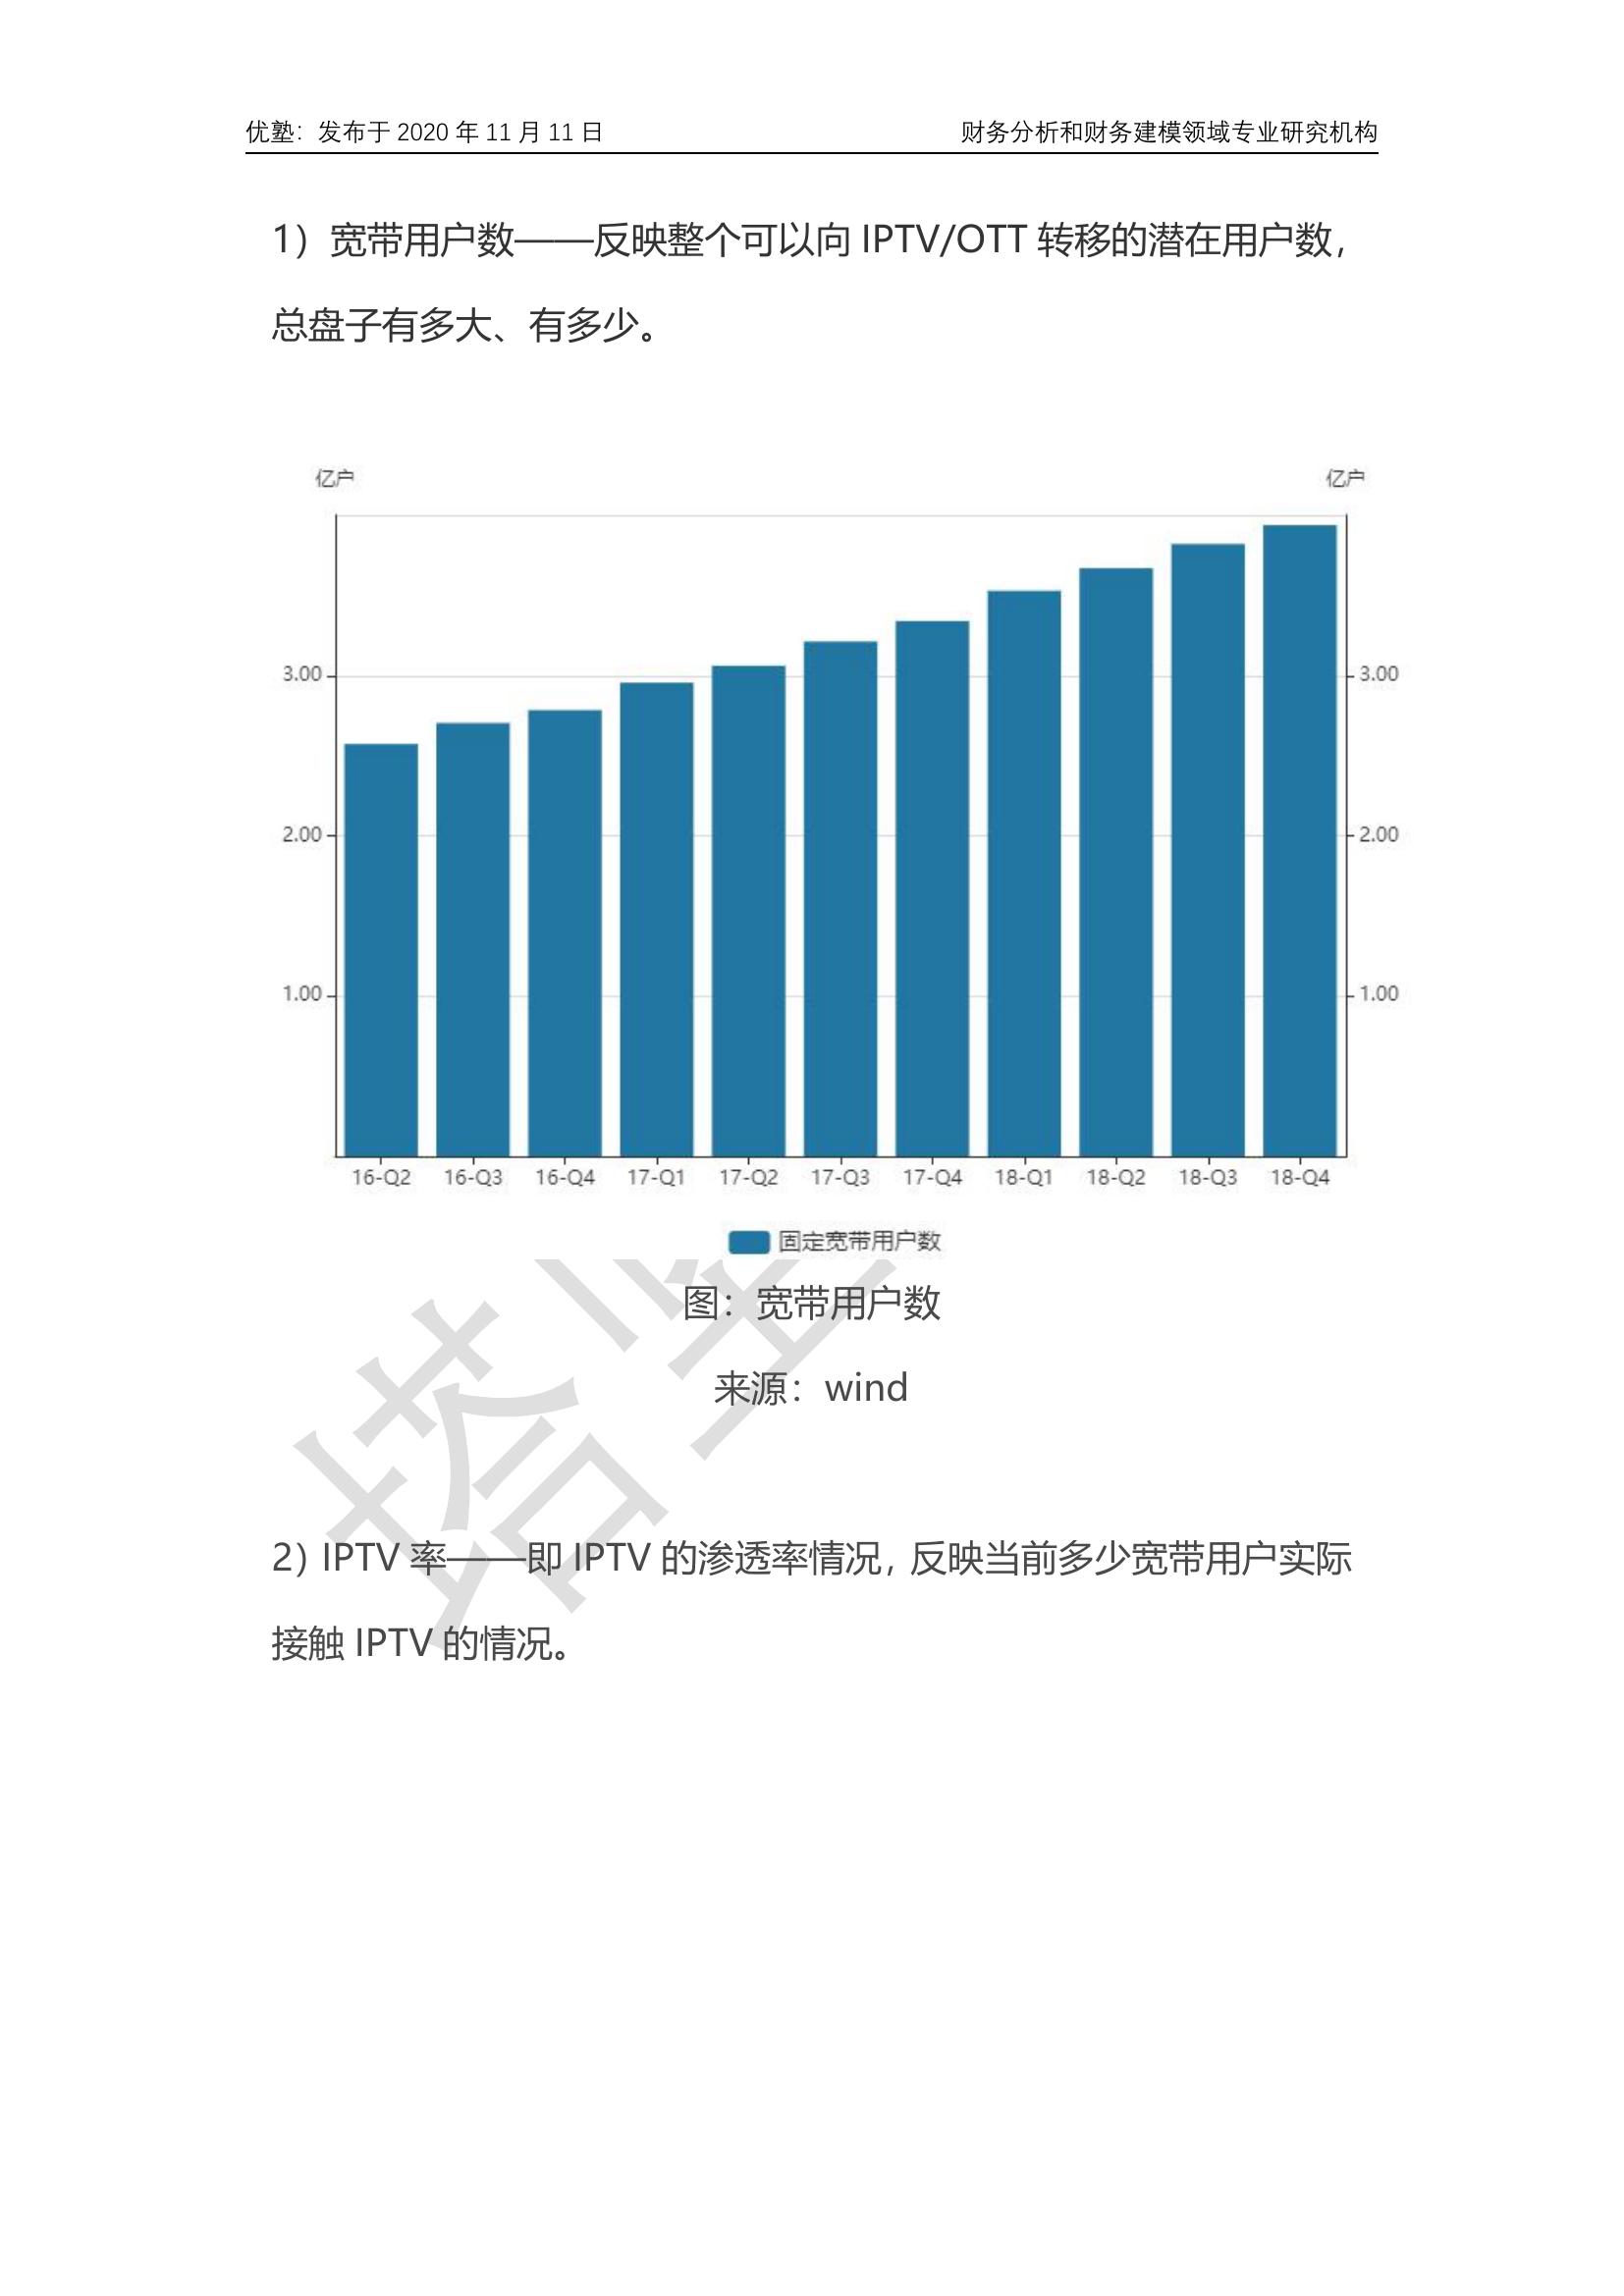 优塾：发布于 2020 年 11 月 11 日 财务分析和财务建模领域专业研究机构
1）宽带用户数——反映整个可以向 IPTV/OTT 转移的潜在用户数，
总盘子有多大、有多少。
亿户 亿户
3.00 3.00
2.00 2.00
1.00 1.00
16-Q2 16-Q3 16-Q4 17-Q1 17-Q2 17-Q3 17-Q4 18-Q1 18-Q2 18-Q3 18-Q4
固定宽带用户数
图：宽带用户数
来源：wind
2）IPTV 率——即 IPTV 的渗透率情况，反映当前多少宽带用户实际
接触 IPTV 的情况。
塔